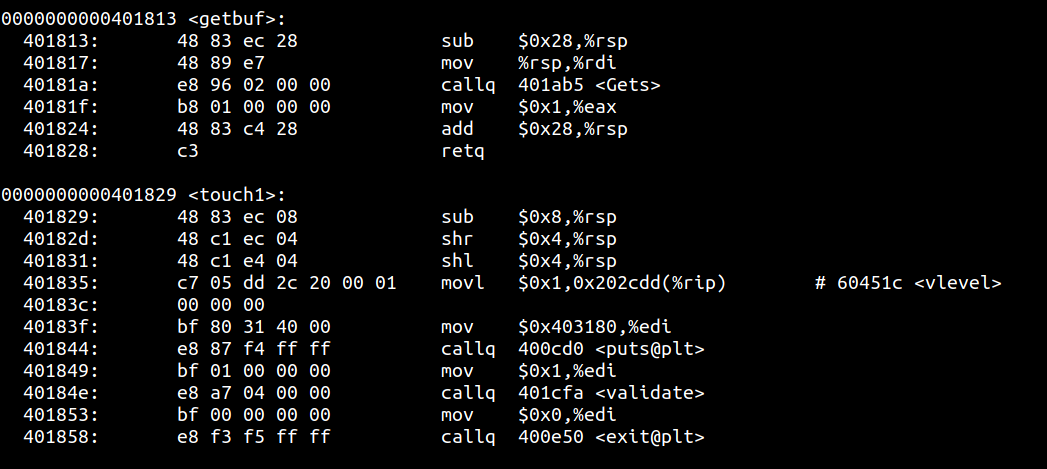 0000000000401813 <getbuf>:
  401813:       48 83 ec 28             sub    $0x28,%rsp
  401817:       48 89 e7                mov    %rsp,%rdi
  40181a:       e8 96 02 00 00          callq  401ab5 <Gets>
  40181f:       b8 01 00 00 00          mov    $0x1,%eax
  401824:       48 83 c4 28             add    $0x28,%rsp
  401828:       c3                      retq
0000000000401829 <touch1>:
  401829:       48 83 ec 08             sub    $0x8,%rsp
  40182d:       48 c1 ec 04             shr    $0x4,%rsp
  401831:       48 c1 e4 04             shl    $0x4,%rsp
  401835:       c7 05 dd 2c 20 00 01    movl   $0x1,0x202cdd(%rip)        # 60451c <vlevel>
  40183c:       00 00 00
  40183f:       bf 80 31 40 00          mov    $0x403180,%edi
  401844:       e8 87 f4 ff ff          callq  400cd0 <puts@plt>
  401849:       bf 01 00 00 00          mov    $0x1,%edi
  40184e:       e8 a7 04 00 00          callq  401cfa <validate>
  401853:       bf 00 00 00 00          mov    $0x0,%edi
  401858:       e8 f3 f5 ff ff          callq  400e50 <exit@plt>